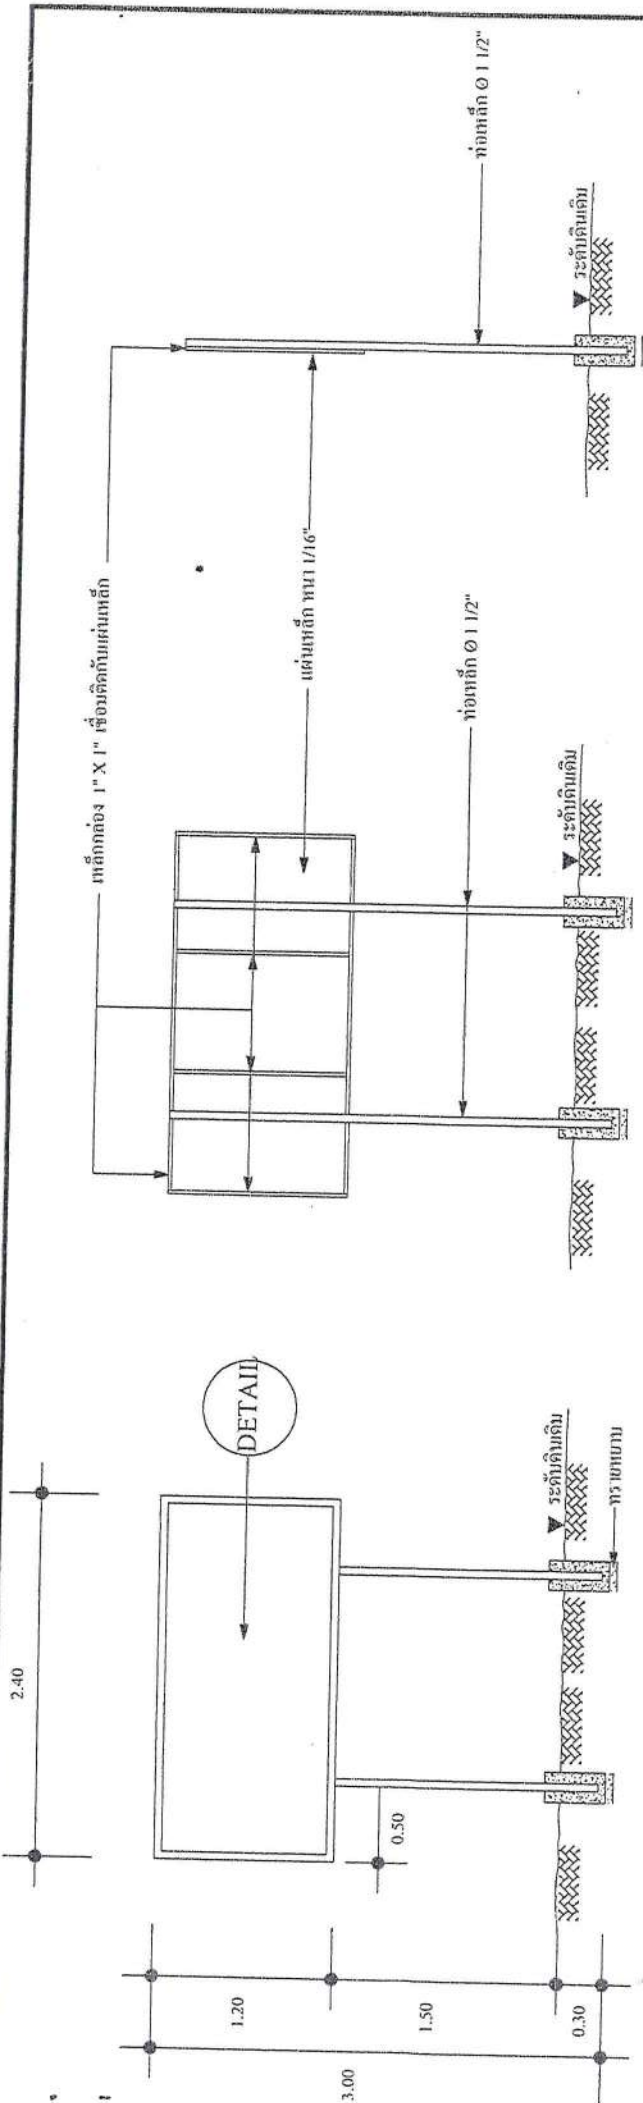 เหล็กกล่อง 1" X 1" เชื่อมติดกับแผ่นเหล็ก
แผ่นเหล็ก หนา 1/16"
ท่อเหล็ก Ø 1 1/2"
ท่อเหล็ก Ø 1 1/2"
ระดับดินเดิม
ระดับดินเดิม
ระดับดินเดิม
ทรายหยาบ
DETAIL
2.40
0.50
1.20
1.50
0.30
3.00